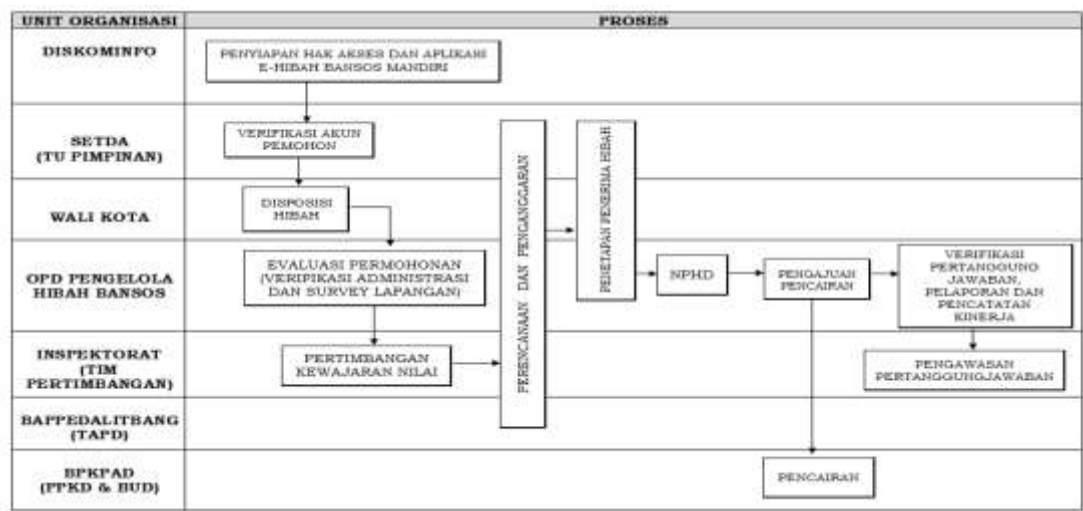 UNIT ORGANISASI
PROSES
DISKOMINFO
PENYIAPAN HAK AKSES DAN APLIKASI
E-HIBAH BANSOS MANDIRI
SETDA
(TU PIMPINAN)
VERIFIKASI AKUN
PEMOHON
PERENCANAAN DAN PENGANGGARAN
PENETAPAN PENERIMA HIBAH
WALI KOTA
DISPOSISI
HIBAH
OPD PENGELOLA
HIBAH BANSOS
EVALUASI PERMOHONAN
(VERIFIKASI ADMINISTRASI
DAN SURVEY LAPANGAN)
NPHD
PENGAJUAN
PENCAIRAN
VERIFIKASI
PERTANGGUNG
JAWABAN,
PELAPORAN DAN
PENCATATAN
KINERJA
INSPEKTORAT
(TIM
PERTIMBANGAN)
PERTIMBANGAN
KEWAJARAN NILAI
PENGAWASAN
PERTANGGUNGJAWABAN
BAPPEDALITBANG
(TAPD)
BPKPAD
(PPKD & BUD)
PENCAIRAN